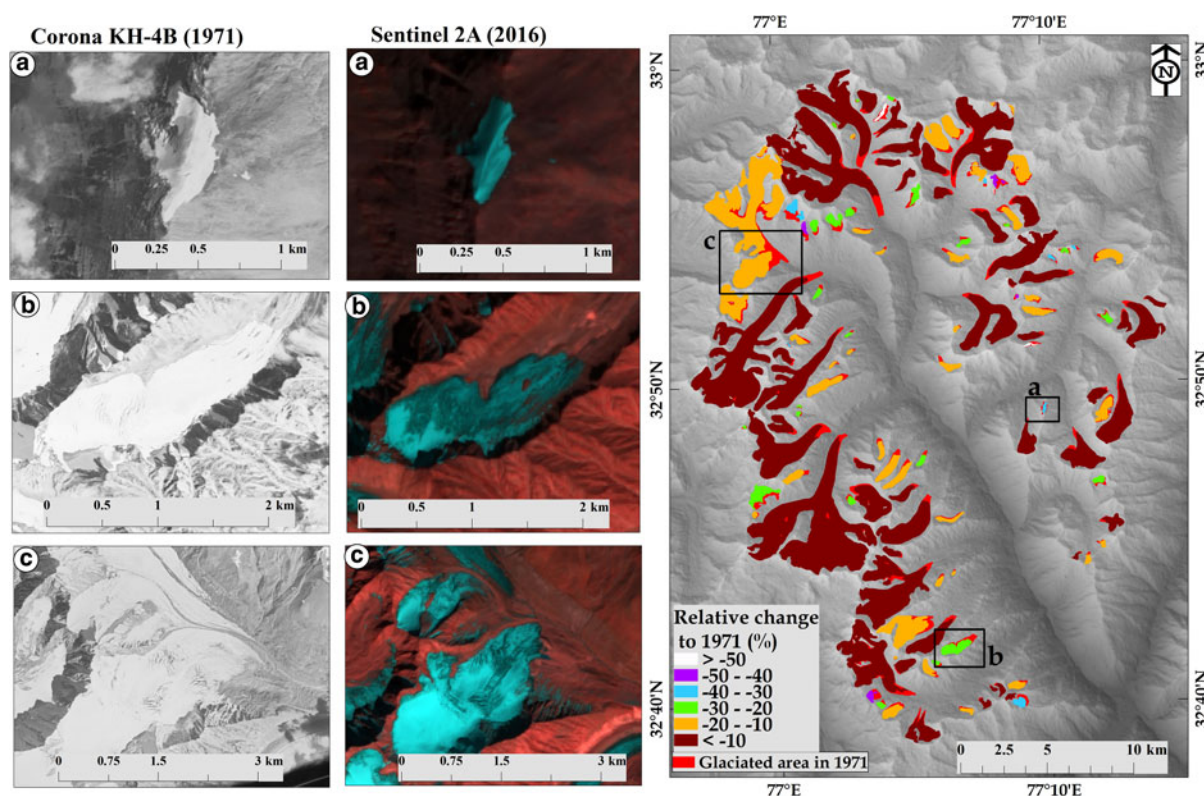 Corona KH-4B (1971)
Sentinel 2A (2016)
a
0 0.25 0.5 1 km
a
0 0.25 0.5 1 km
b
0 0.5 1 2 km
b
0 0.5 1 2 km
c
0 0.75 1.5 3 km
c
0 0.75 1.5 3 km
77°E 77°10'E
N
33°N 33°N
c
32°50'N 32°50'N
a
b
32°40'N 32°40'N
Relative change
to 1971 (%)
> -50
-50 - -40
-40 - -30
-30 - -20
-20 - -10
< -10
Glaciated area in 1971
0 2.5 5 10 km
77°E 77°10'E